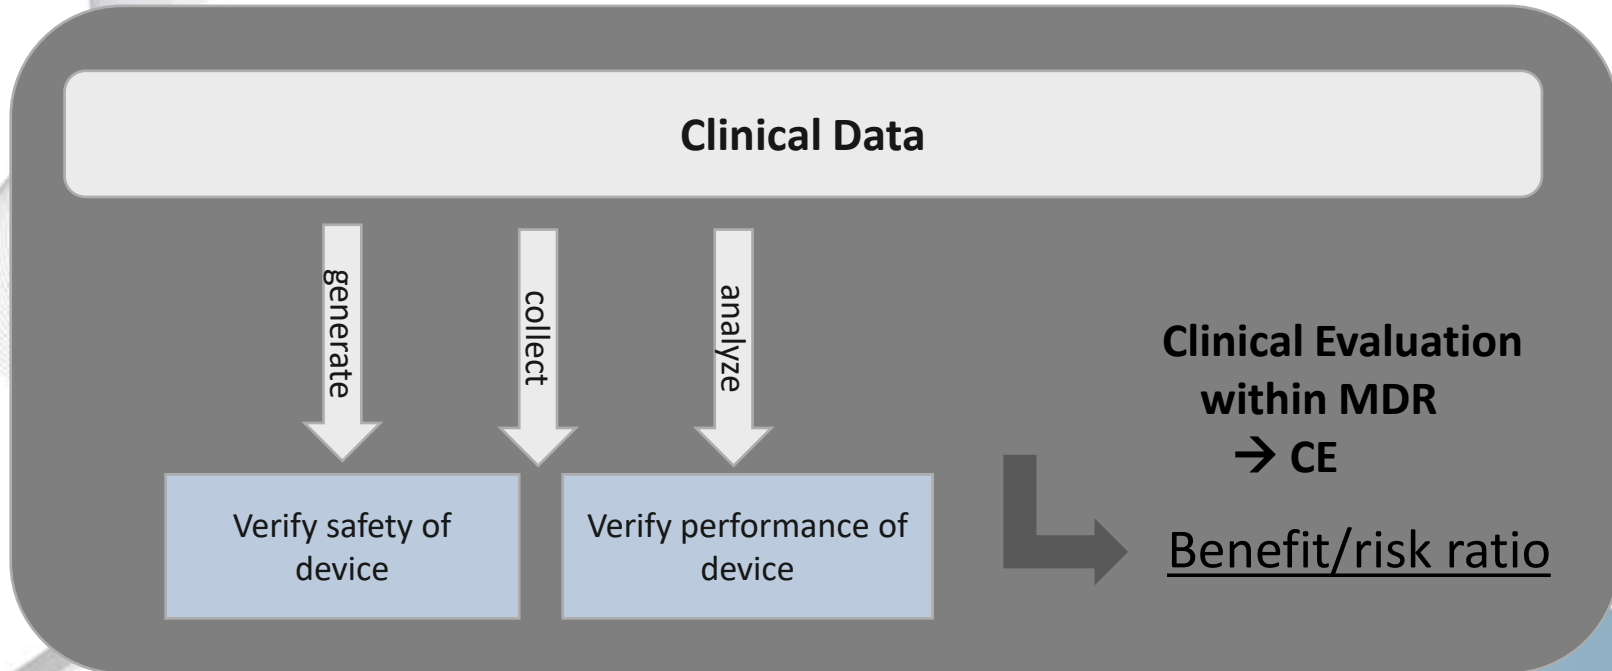 Clinical Data
generate
collect
analyze
Clinical Evaluation
within MDR
→ CE
Verify safety of
device
Verify performance of
device
Benefit/risk ratio